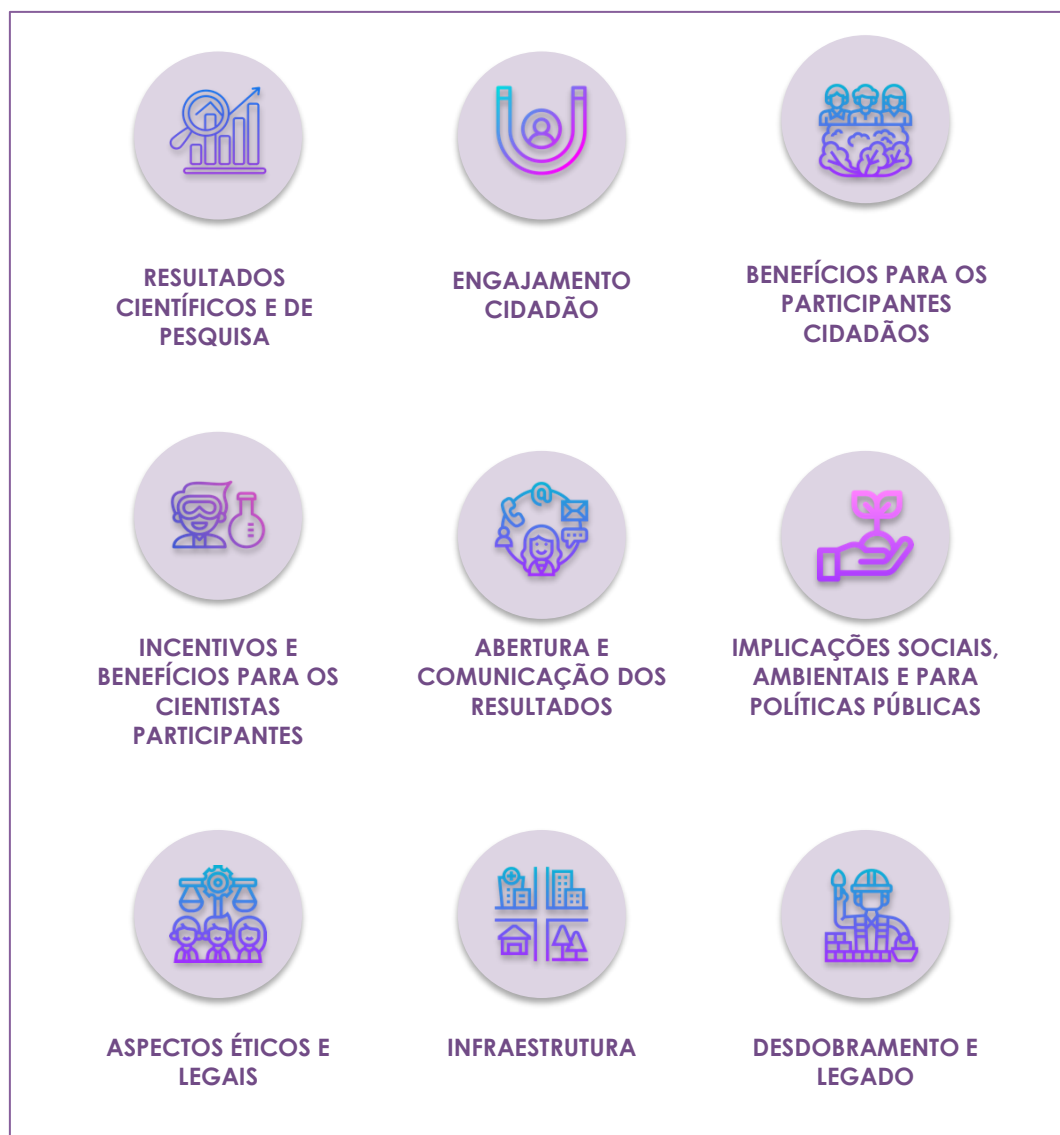 RESULTADOS
CIENTÍFICOS E DE
PESQUISA
ENGAJAMENTO
CIDADÃO
BENEFÍCIOS PARA OS
PARTICIPANTES
CIDADÃOS
INCENTIVOS E
BENEFÍCIOS PARA OS
CIENTISTAS
PARTICIPANTES
ABERTURA E
COMUNICAÇÃO DOS
RESULTADOS
IMPLICAÇÕES SOCIAIS,
AMBIENTAIS E PARA
POLÍTICAS PÚBLICAS
ASPECTOS ÉTICOS E
LEGAIS
INFRAESTRUTURA
DESDOBRAMENTO E
LEGADO